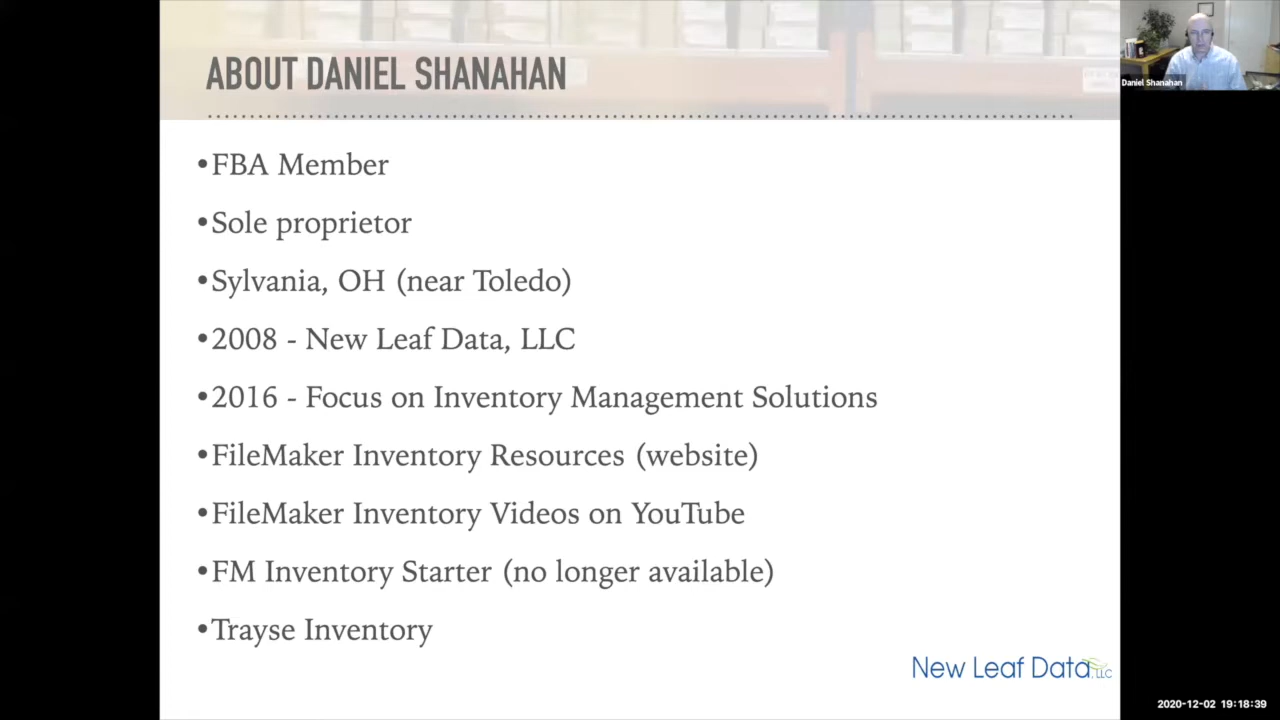 ABOUT DANIEL SHANAHAN
Daniel Shanahan
•FBA Member
•Sole proprietor
•Sylvania, OH (near Toledo)
•2008 - New Leaf Data, LLC
•2016 - Focus on Inventory Management Solutions
•FileMaker Inventory Resources (website)
•FileMaker Inventory Videos on YouTube
•FM Inventory Starter (no longer available)
•Trayse Inventory
New Leaf Data, LLC
2020-12-02 19:18:39